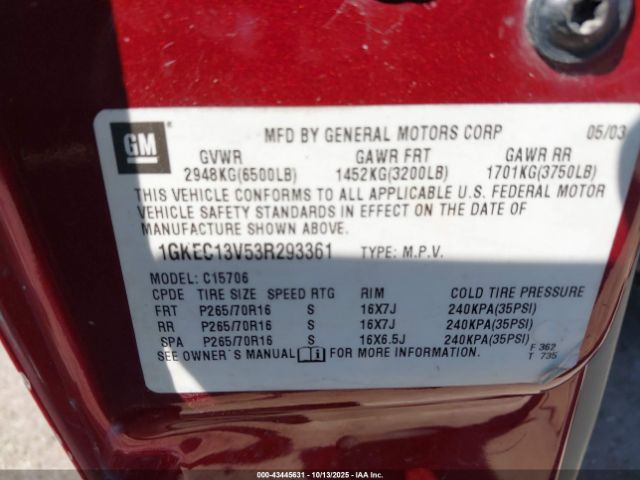 GM
MFD BY GENERAL MOTORS CORP 05/03
GVWR GAWR FRT GAWR RR
2948KG(6500LB) 1452KG(3200LB) 1701KG(3750LB)
THIS VEHICLE CONFORMS TO ALL APPLICABLE U.S. FEDERAL MOTOR
VEHICLE SAFETY STANDARDS IN EFFECT ON THE DATE OF
MANUFACTURE SHOWN ABOVE.
1GKEC13V53R293361 TYPE: M.P.V.
MODEL: C15706
CPDE TIRE SIZE SPEED RTG RIM COLD TIRE PRESSURE
FRT P265/70R16 S 16X7J 240KPA(35PSI)
RR P265/70R16 S 16X7J 240KPA(35PSI)
SPA P265/70R16 S 16X6.5J 240KPA(35PSI)
SEE OWNER'S MANUAL i FOR MORE INFORMATION.
F 362
T 735
000-43445631 - 10/13/2025 - IAAI, Inc.